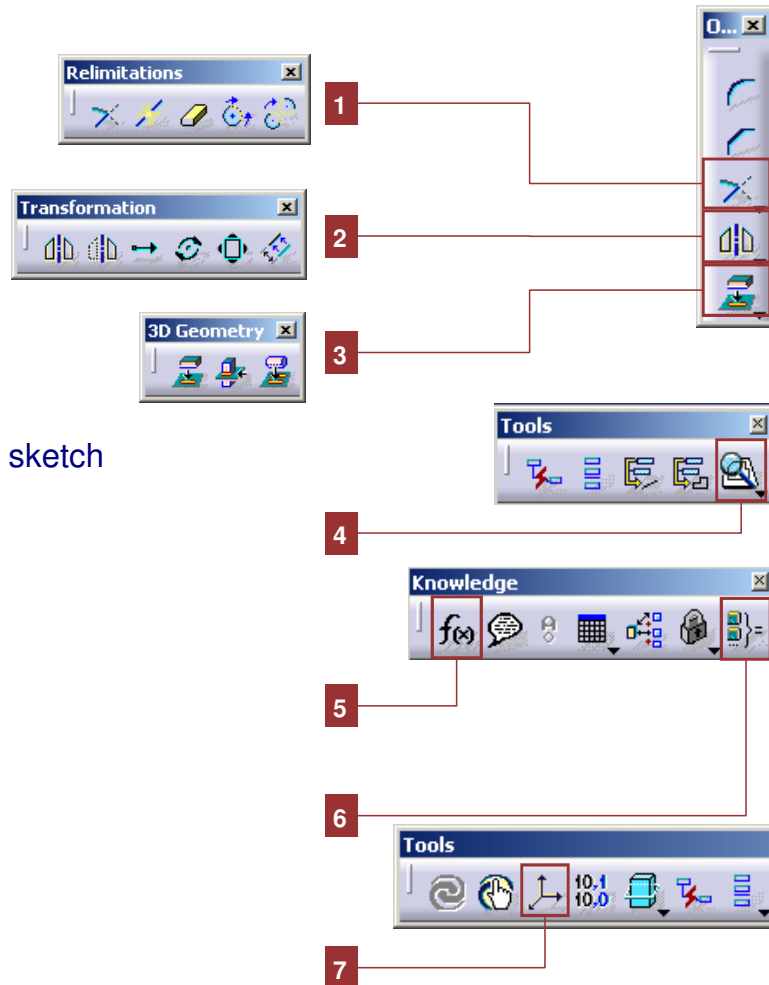 O...
Relimitations
1
Transformation
2
3D Geometry
3
sketch
Tools
4
Knowledge
f(x)
5
6
Tools
10,1
10,0
7